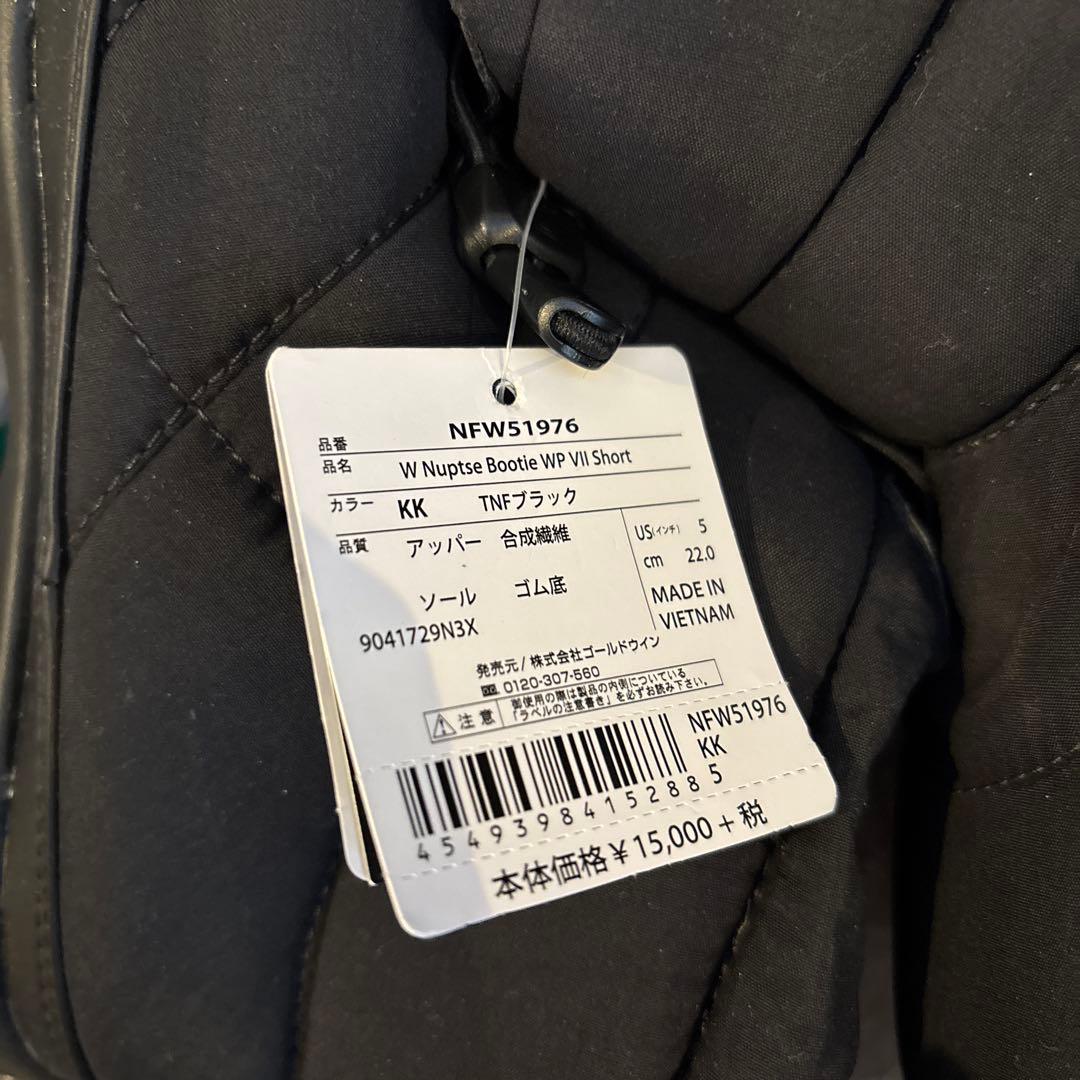 品番 NFW51976
品名 W Nuptse Bootie WP VII Short
カラー KK TNFブラック
品質 アッパー 合成繊維
ソール ゴム底
9041729N3X
US(インチ) 5
cm 22.0
MADE IN
VIETNAM
発売元/株式会社ゴールドウイン
0120-307-560
注意 御使用の際は製品の内側についている
「ラベルの注意書き」を必ずお読み下さい。
NFW51976
KK
5
4549398415288 5
本体価格¥15,000+税